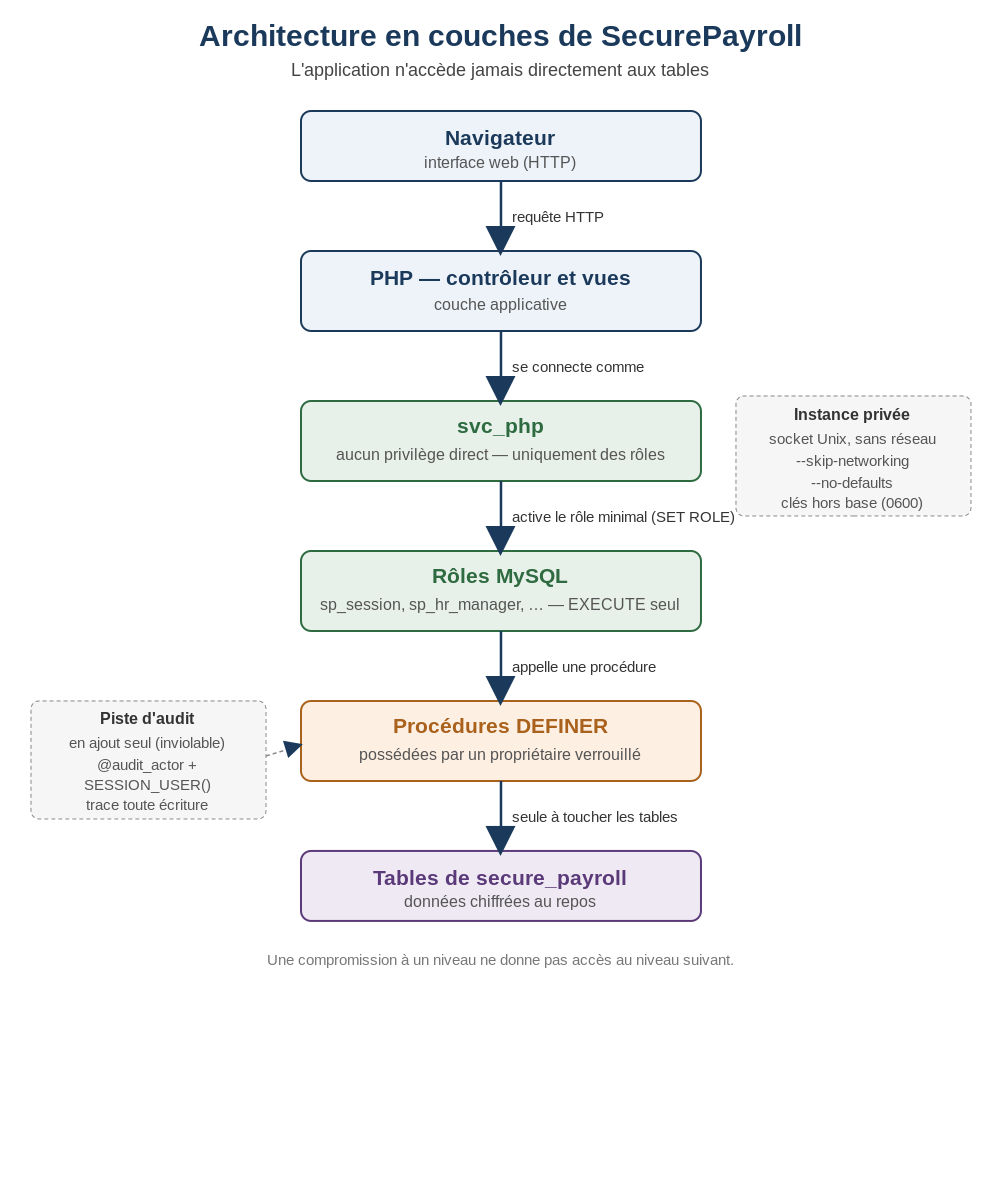 Architecture en couches de SecurePayroll
L'application n'accède jamais directement aux tables
Navigateur
interface web (HTTP)
requête HTTP
PHP — contrôleur et vues
couche applicative
se connecte comme
svc_php
aucun privilège direct — uniquement des rôles
Instance privée
socket Unix, sans réseau
--skip-networking
--no-defaults
clés hors base (0600)
active le rôle minimal (SET ROLE)
Rôles MySQL
sp_session, sp_hr_manager, … — EXECUTE seul
appelle une procédure
Piste d'audit
en ajout seul (inviolable)
@audit_actor +
SESSION_USER()
trace toute écriture
Procédures DEFINER
possédées par un propriétaire verrouillé
seule à toucher les tables
Tables de secure_payroll
données chiffrées au repos
Une compromission à un niveau ne donne pas accès au niveau suivant.